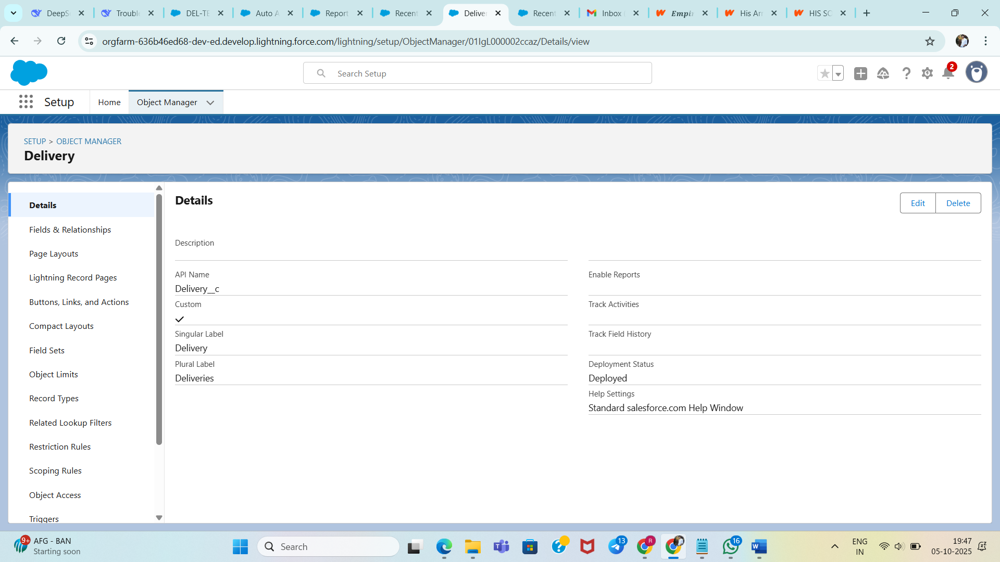 DeepS
Trouble
DEL-TE
Auto A
Report
Recent
Deliver
Recent
Inbox
Empir
His Arr
HIS SC
orgfarm-636b46ed68-dev-ed.develop.lightning.force.com/lightning/setup/ObjectManager/01IgL000002ccaz/Details/view
Search Setup
2
Setup
Home
Object Manager
SETUP > OBJECT MANAGER
Delivery
Details
Fields & Relationships
Page Layouts
Lightning Record Pages
Buttons, Links, and Actions
Compact Layouts
Field Sets
Object Limits
Record Types
Related Lookup Filters
Restriction Rules
Scoping Rules
Object Access
Triggers
Details
Edit
Delete
Description
API Name
Delivery__c
Custom
Singular Label
Delivery
Plural Label
Deliveries
Enable Reports
Track Activities
Track Field History
Deployment Status
Deployed
Help Settings
Standard salesforce.com Help Window
9+
AFG - BAN
Starting soon
Search
13
R
16
ENG
IN
19:47
05-10-2025